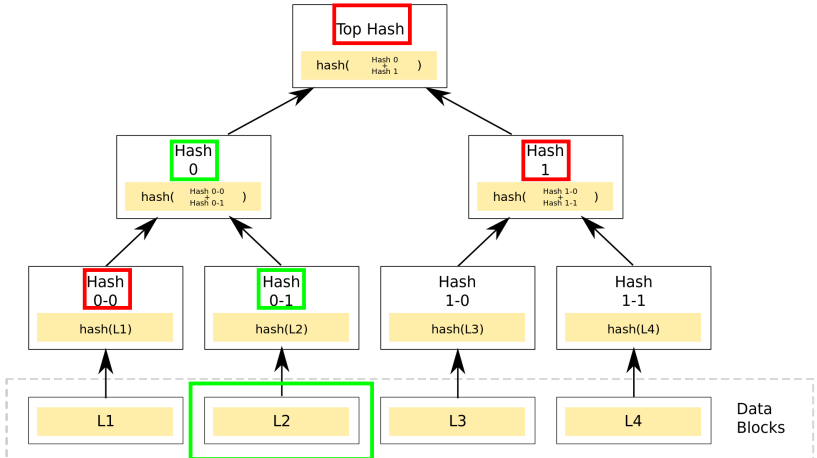 Top Hash
hash( Hash 0 + Hash 1 )
Hash 0
hash( Hash 0-0 + Hash 0-1 )
Hash 1
hash( Hash 1-0 + Hash 1-1 )
Hash 0-0
hash(L1)
Hash 0-1
hash(L2)
Hash 1-0
hash(L3)
Hash 1-1
hash(L4)
L1
L2
L3
L4
Data
Blocks